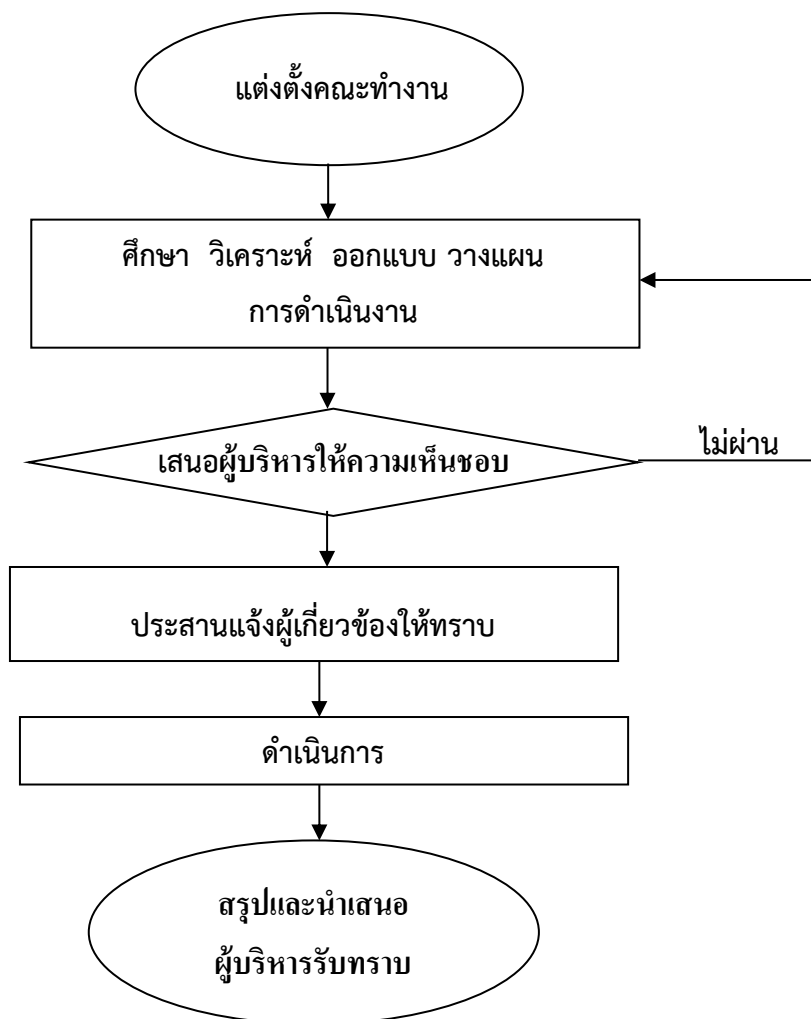 แต่งตั้งคณะทำงาน
ศึกษา วิเคราะห์ ออกแบบ วางแผน
การดำเนินงาน
เสนอผู้บริหารให้ความเห็นชอบ
ไม่ผ่าน
ประสานแจ้งผู้เกี่ยวข้องให้ทราบ
ดำเนินการ
สรุปและนำเสนอ
ผู้บริหารรับทราบ